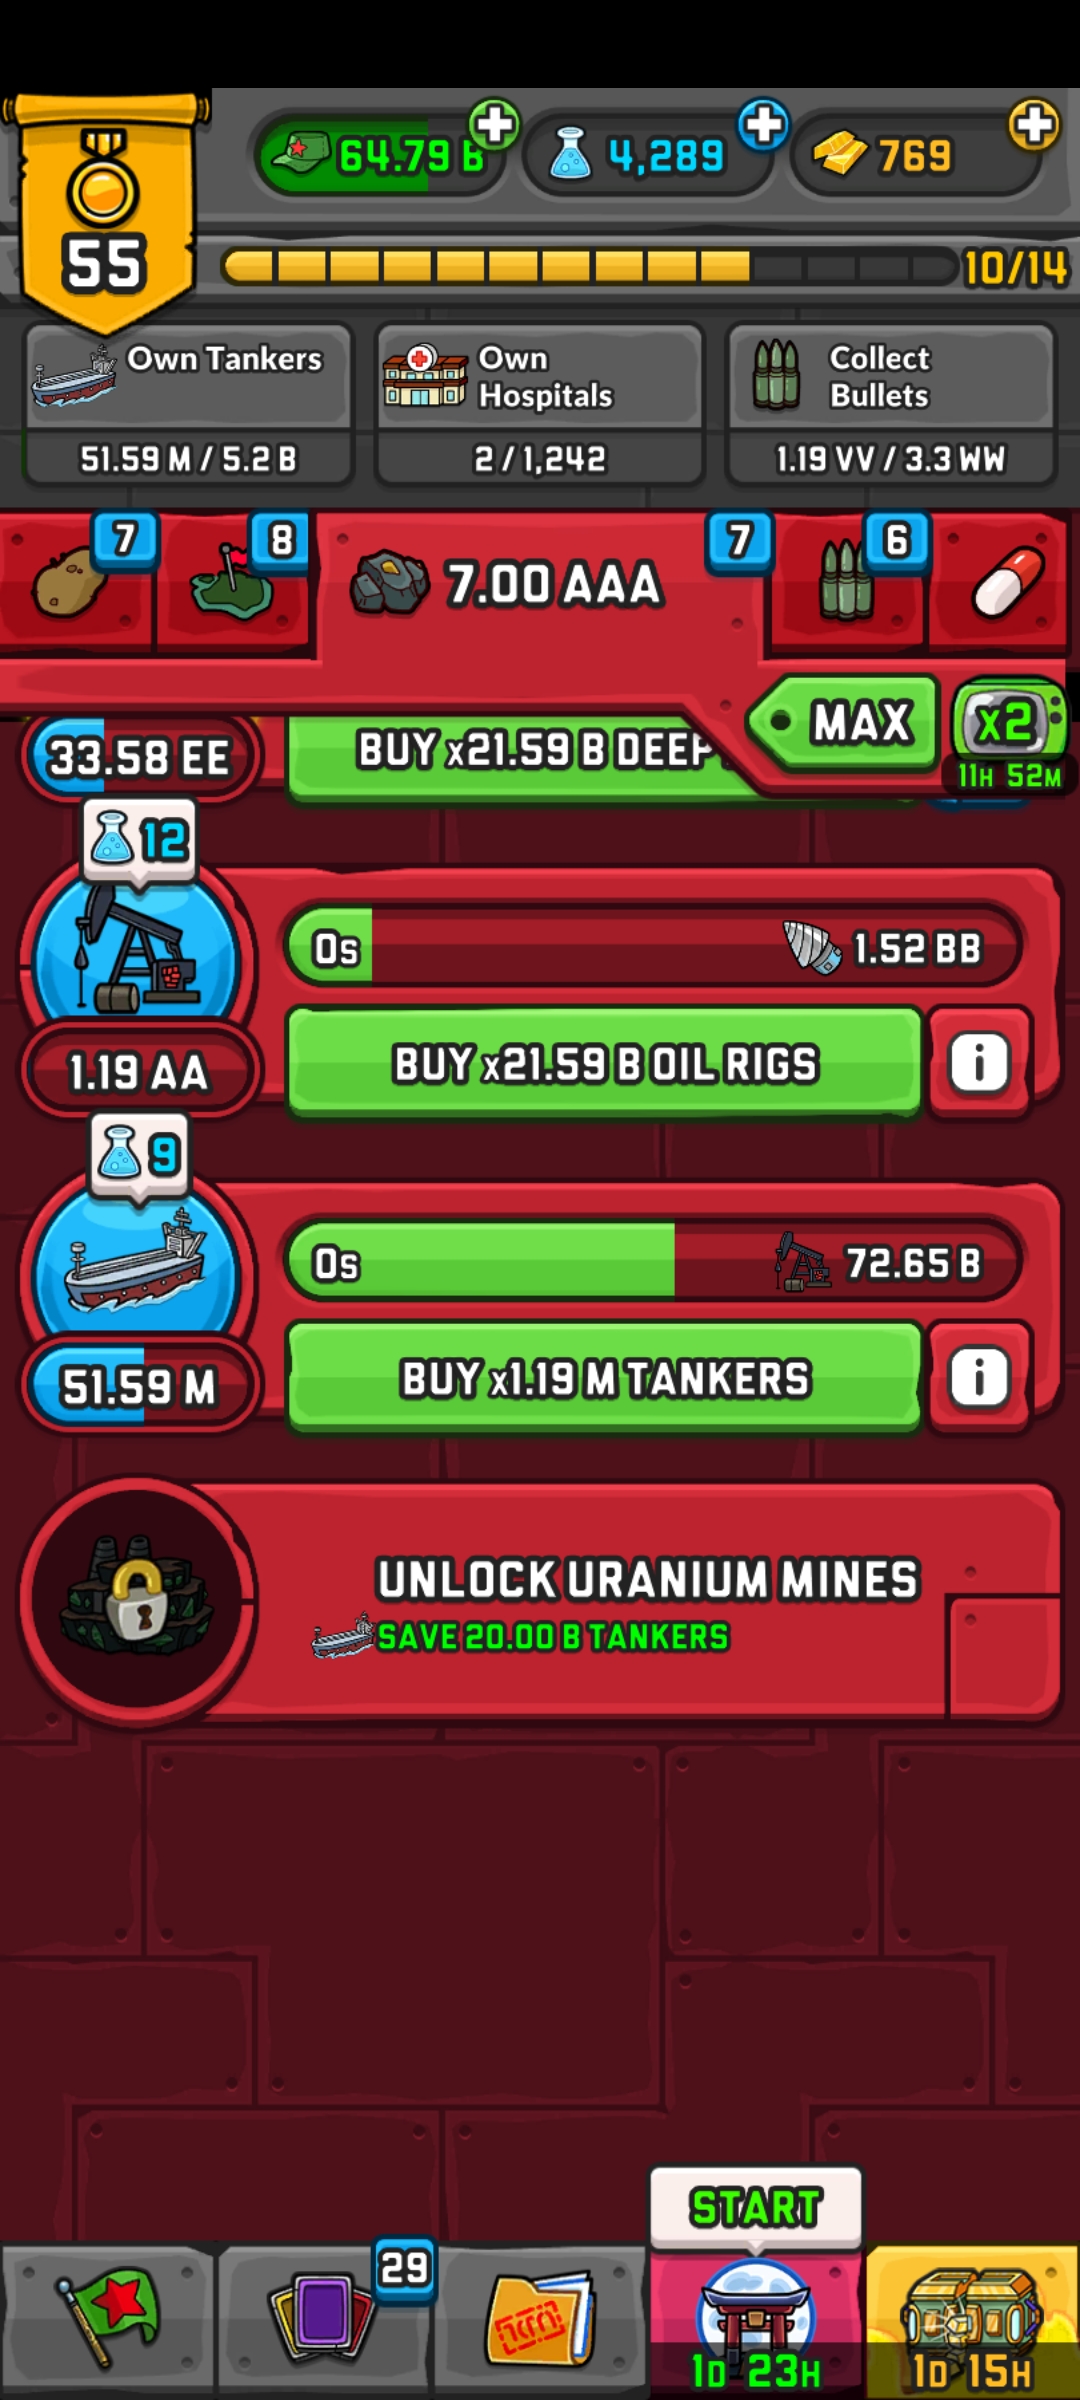 64.79 B
4,289
769
55
10/14
Own Tankers
51.59 M / 5.2 B
Own
Hospitals
2 / 1,242
Collect
Bullets
1.19 VV / 3.3 WW
7
8
7.00 AAA
7
6
MAX
x2
11H 52M
33.58 EE
BUY x21.59 B DEEP
12
0s
1.52 BB
1.19 AA
BUY x21.59 B OIL RIGS
i
9
0s
72.65 B
51.59 M
BUY x1.19 M TANKERS
i
UNLOCK URANIUM MINES
SAVE 20.00 B TANKERS
START
29
1D 23H
1D 15H